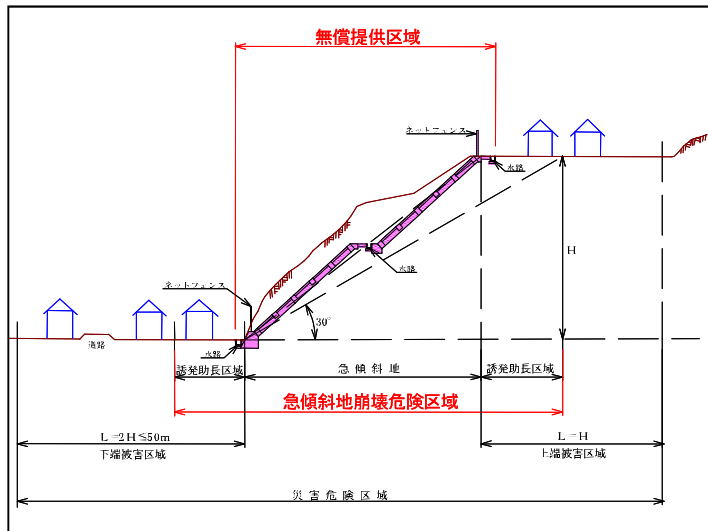 無償提供区域
ネットフェンス
水路
H
水路
ネットフェンス
30°
道路
水路
誘発助長区域
急傾斜地
誘発助長区域
急傾斜地崩壊危険区域
L=2H≦50m
下端被害区域
L=H
上端被害区域
災害危険区域